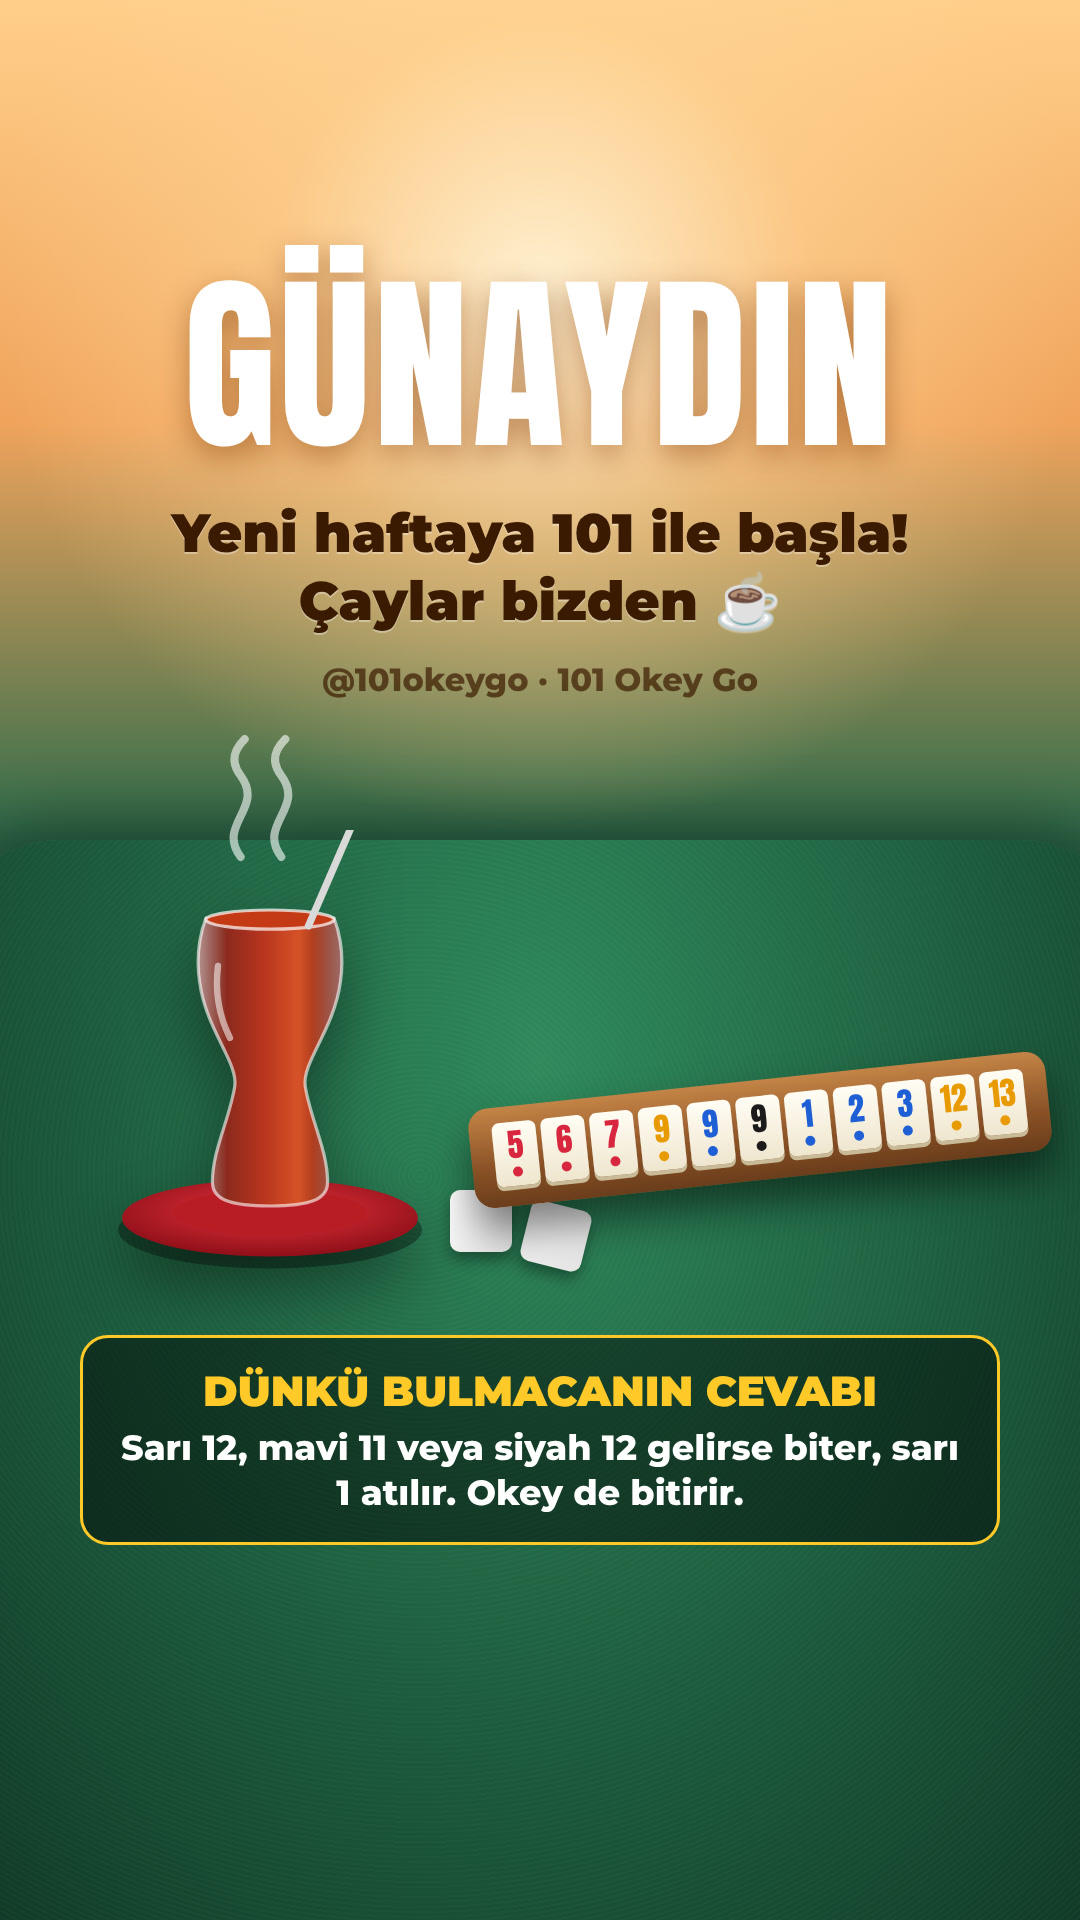 GÜNAYDIN
Yeni haftaya 101 ile başla!
Çaylar bizden ☕
@101okeygo · 101 Okey Go
5 6 7 9 9 9 1 2 3 12 13
DÜNKÜ BULMACANIN CEVABI
Sarı 12, mavi 11 veya siyah 12 gelirse biter, sarı
1 atılır. Okey de bitirir.